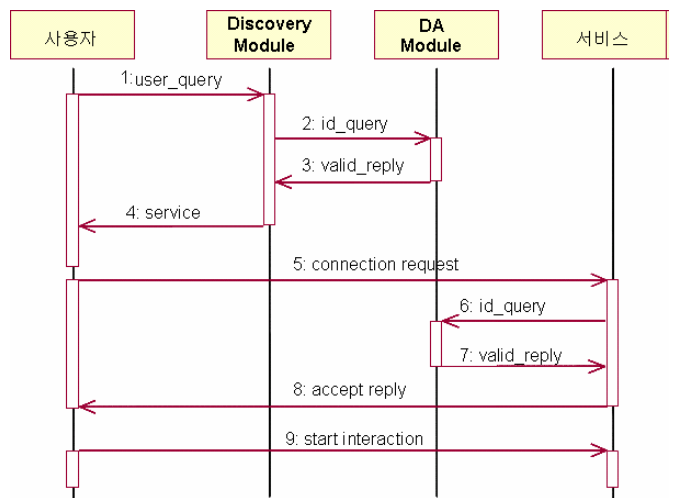 사용자
Discovery
Module
DA
Module
서비스
1:user_query
2: id_query
3: valid_reply
4: service
5: connection request
6: id_query
7: valid_reply
8: accept reply
9: start interaction